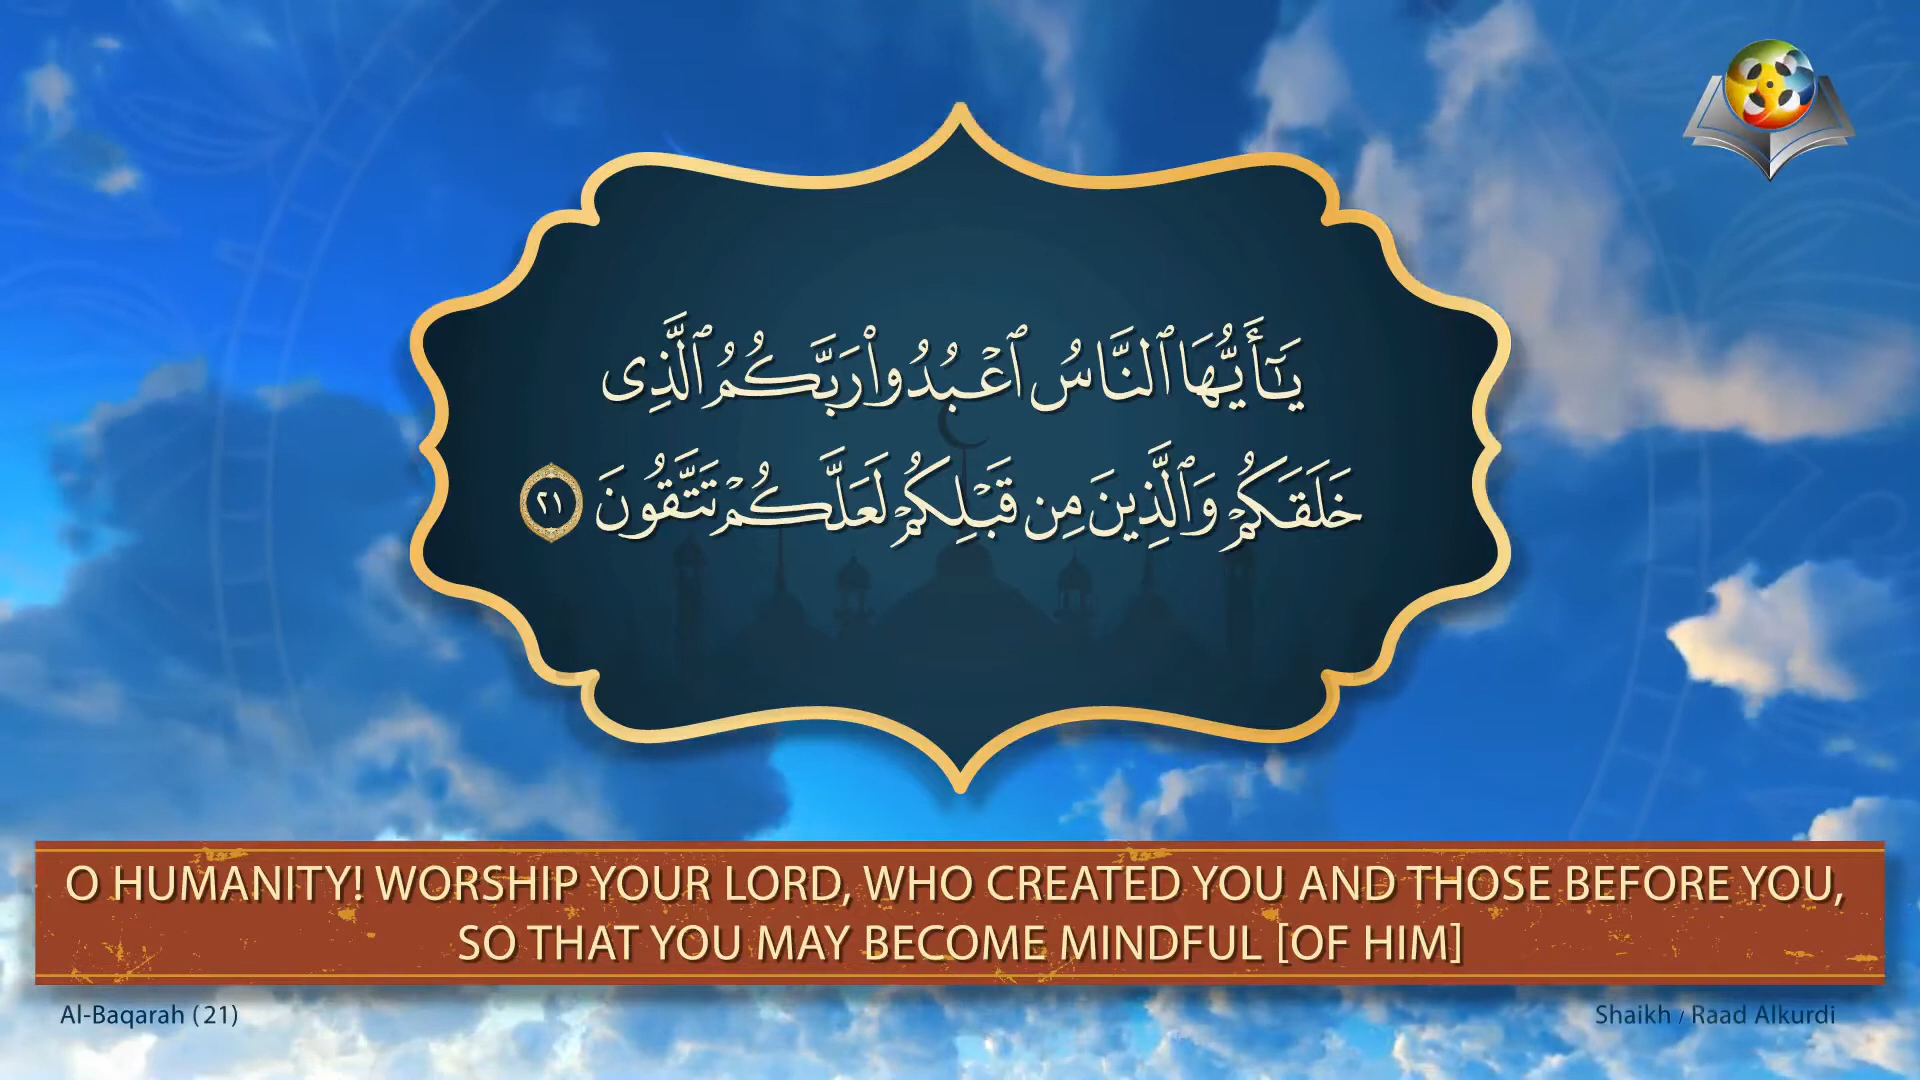 يَـٰٓأَيُّهَا ٱلنَّاسُ ٱعْبُدُوا۟ رَبَّكُمُ ٱلَّذِى
خَلَقَكُمْ وَٱلَّذِينَ مِن قَبْلِكُمْ لَعَلَّكُمْ تَتَّقُونَ ٢١
O HUMANITY! WORSHIP YOUR LORD, WHO CREATED YOU AND THOSE BEFORE YOU,
SO THAT YOU MAY BECOME MINDFUL [OF HIM]
Al-Baqarah (21)
Shaikh / Raad Alkurdi